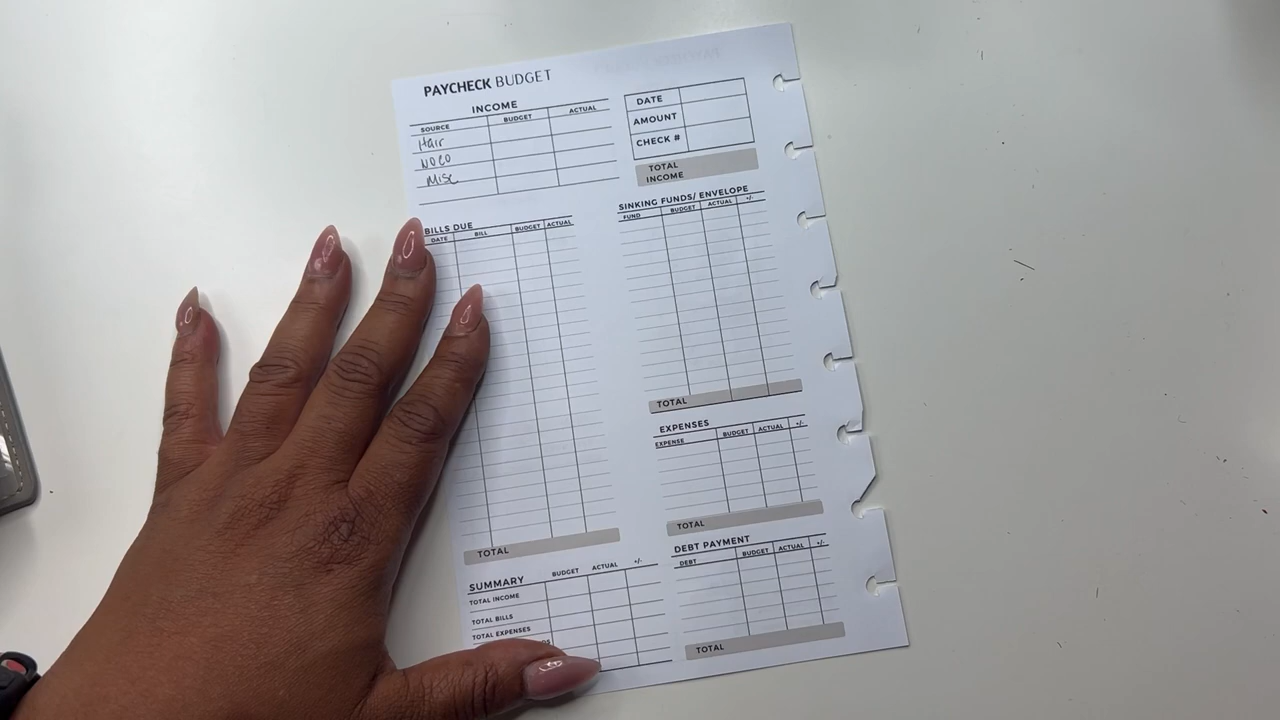 PAYCHECK BUDGET
INCOME
SOURCE BUDGET ACTUAL
Hair
NOCO
Misc
DATE
AMOUNT
CHECK #
TOTAL
INCOME
BILLS DUE
DATE BILL BUDGET ACTUAL
TOTAL
SINKING FUNDS/ ENVELOPE
FUND BUDGET ACTUAL +/-
TOTAL
EXPENSES
EXPENSE BUDGET ACTUAL +/-
TOTAL
SUMMARY BUDGET ACTUAL +/-
TOTAL INCOME
TOTAL BILLS
TOTAL EXPENSES
DEBT PAYMENT
DEBT BUDGET ACTUAL +/-
TOTAL